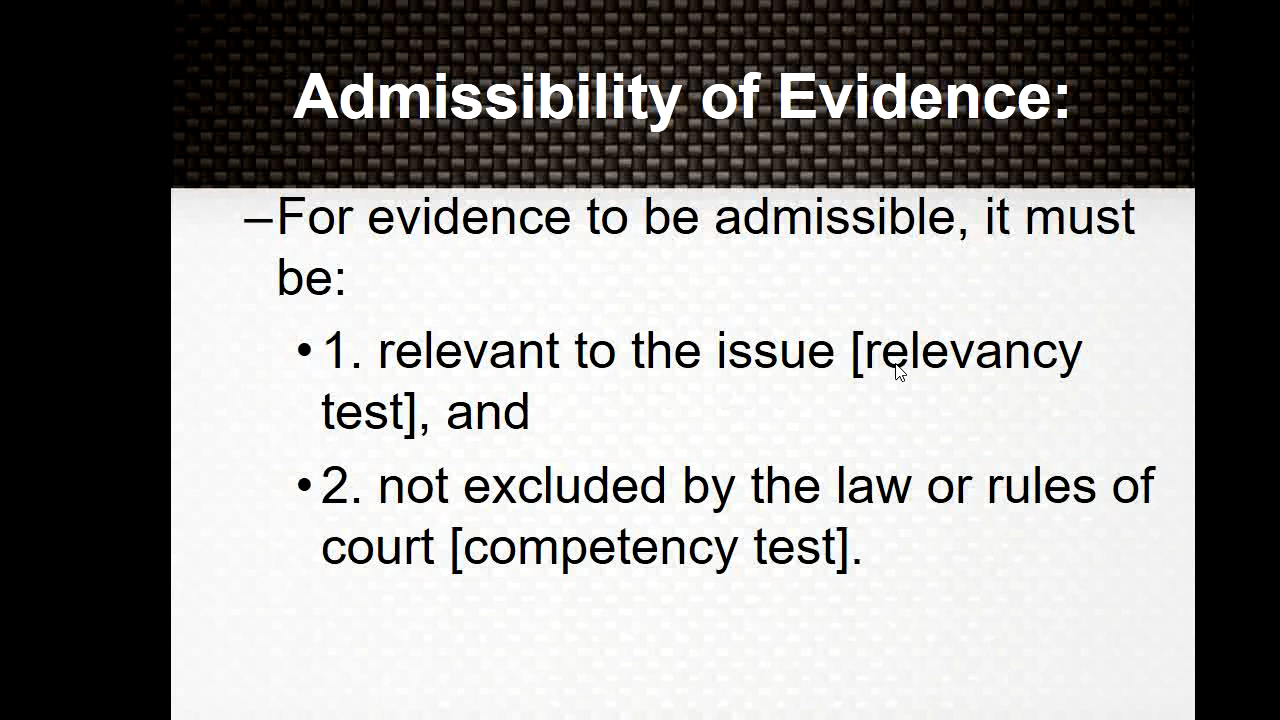 Admissibility of Evidence:
–For evidence to be admissible, it must
be:
•1. relevant to the issue [relevancy
test], and
•2. not excluded by the law or rules of
court [competency test].